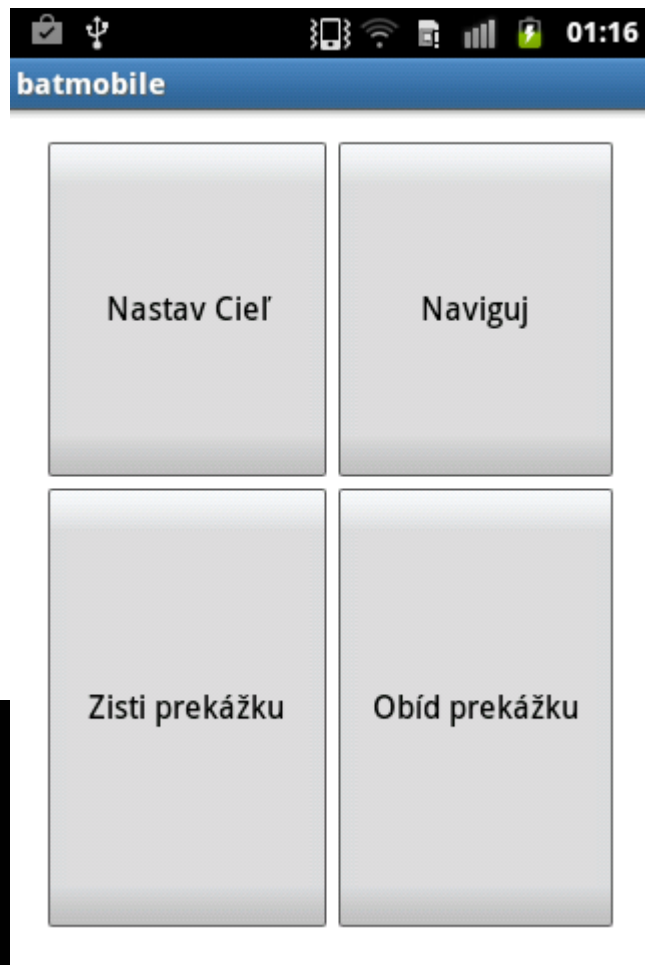 01:16
batmobile
Nastav Cieľ
Naviguj
Zisti prekážku
Obíd prekážku